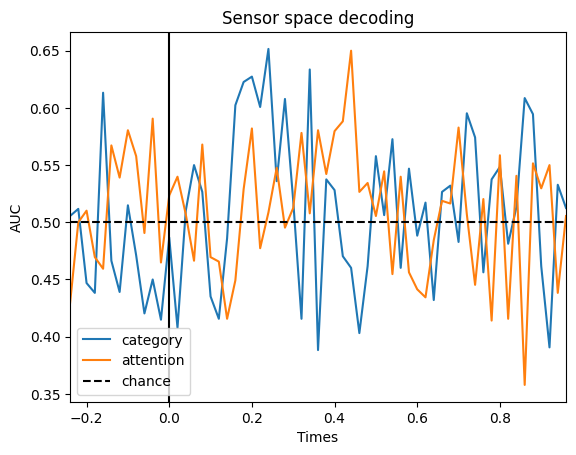 Sensor space decoding
AUC
0.65
0.60
0.55
0.50
0.45
0.40
0.35
category
attention
chance
−0.2
0.0
0.2
0.4
0.6
0.8
Times